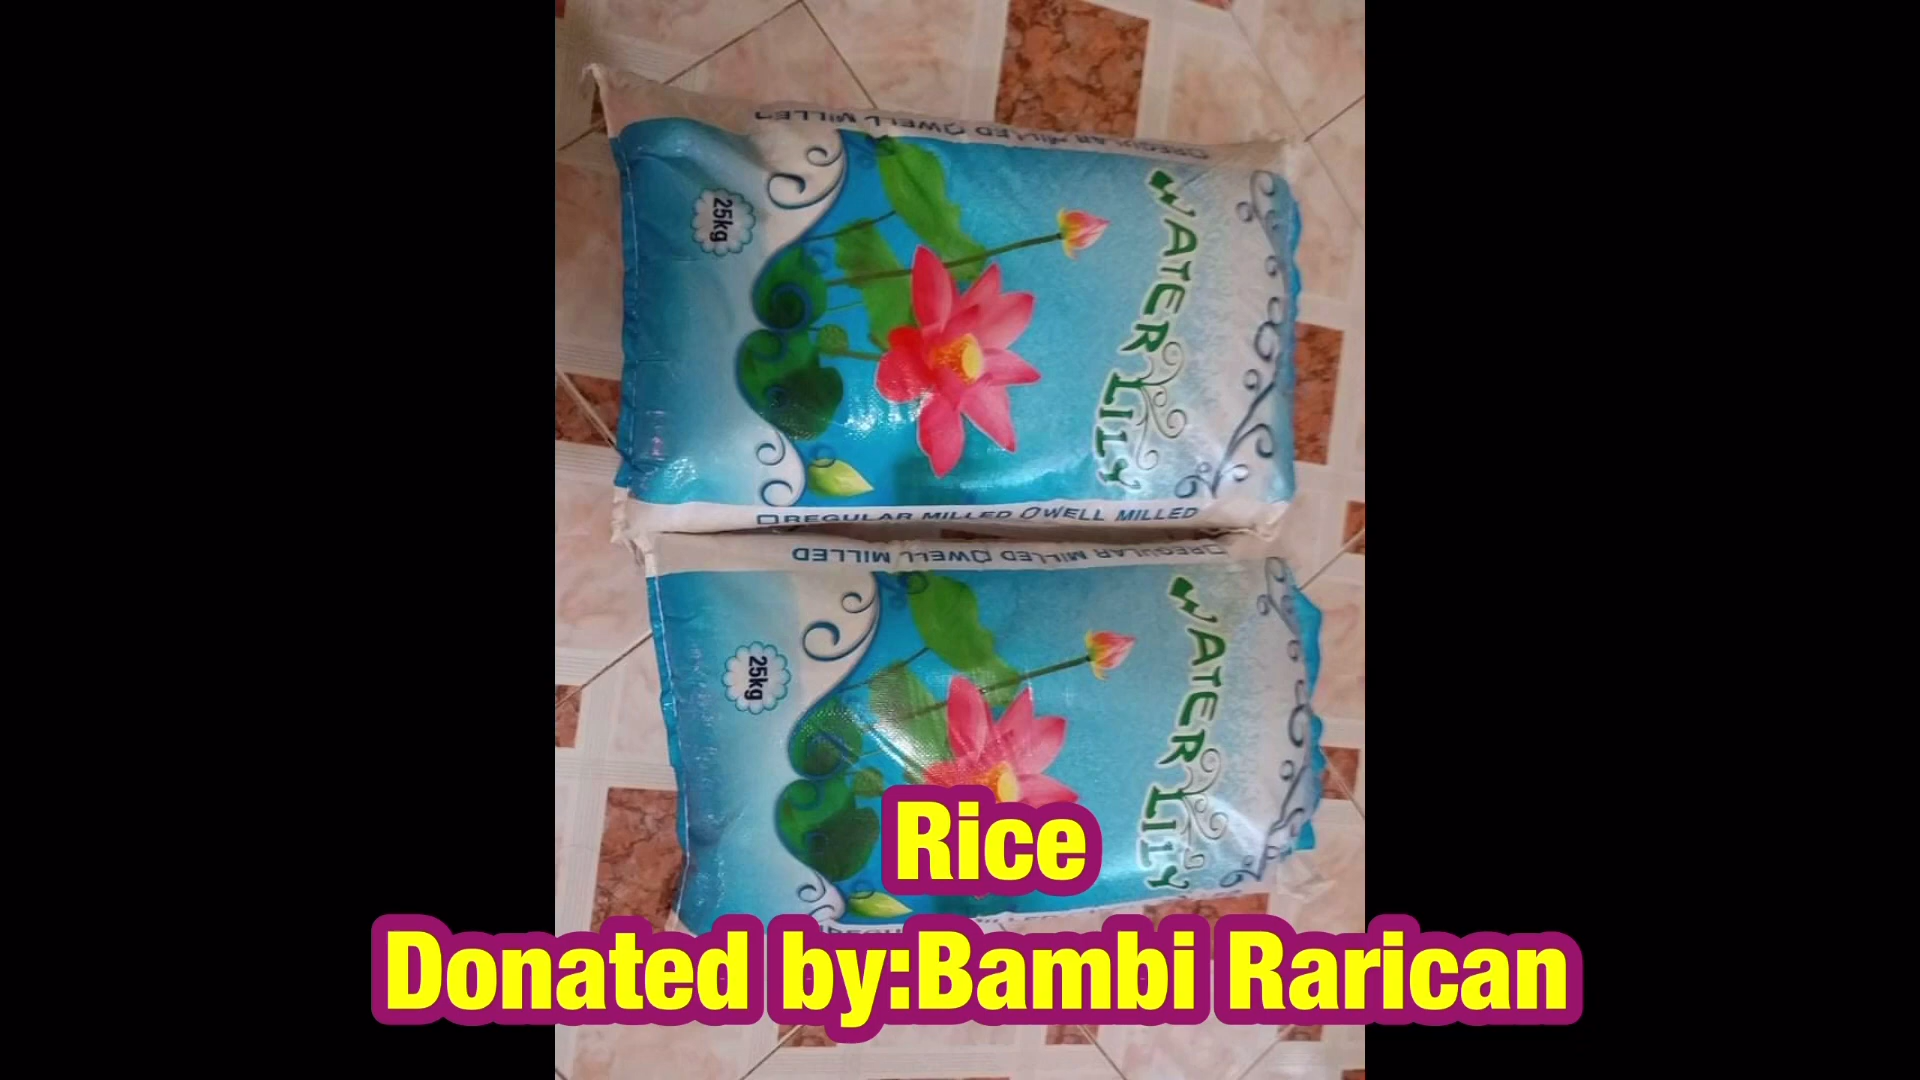 REGULAR MILLED WELL MILLED
25kg
WATER LILY
REGULAR MILLED WELL MILLED
REGULAR MILLED WELL MILLED
25kg
WATER LILY
Rice
Donated by:Bambi Rarican